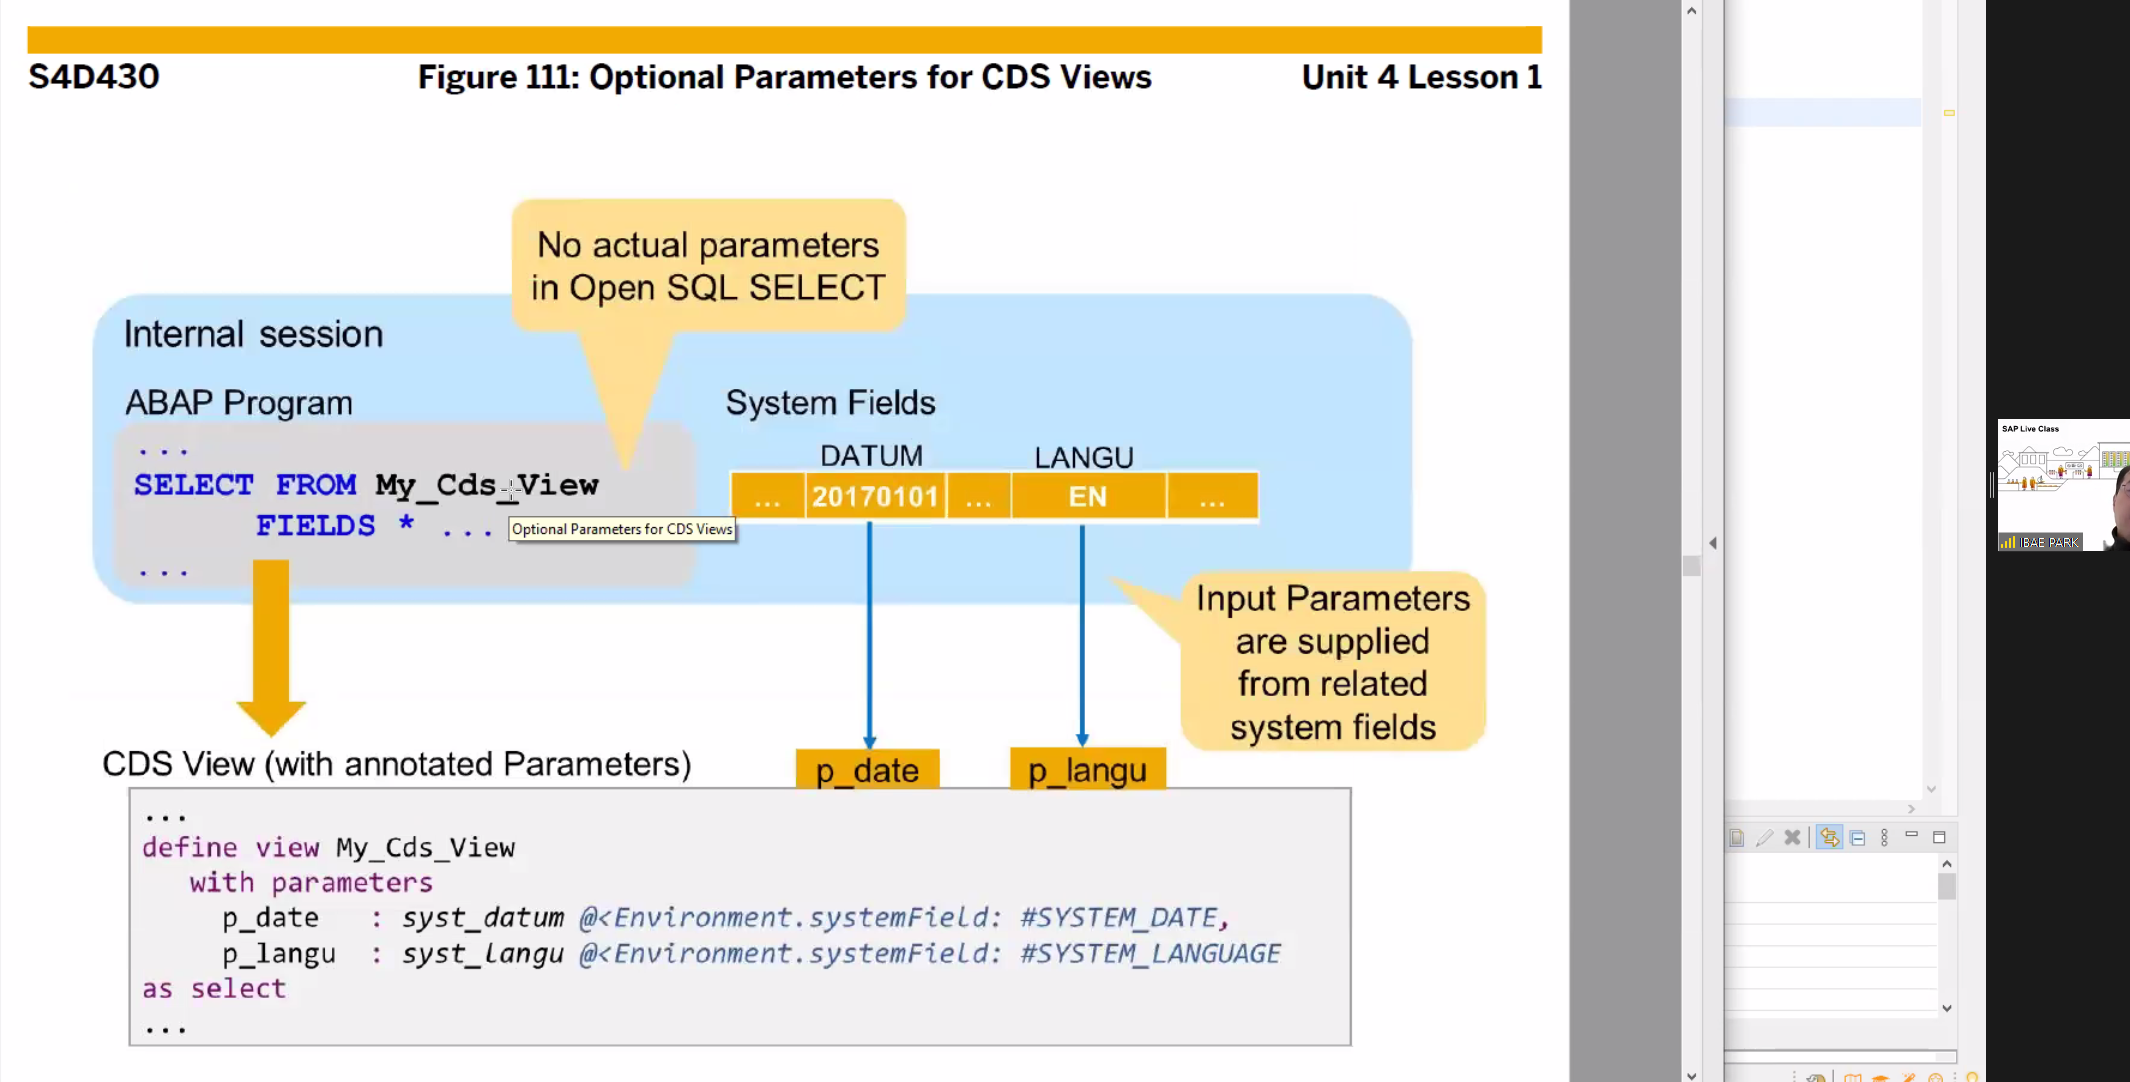 S4D430
Figure 111: Optional Parameters for CDS Views
Unit 4 Lesson 1
No actual parameters
in Open SQL SELECT
Internal session
ABAP Program
...
SELECT FROM My_Cds_View
FIELDS * ...
...
Optional Parameters for CDS Views
System Fields
DATUM
LANGU
... 20170101 ... EN ...
Input Parameters
are supplied
from related
system fields
CDS View (with annotated Parameters)
p_date
p_langu
...
define view My_Cds_View
with parameters
p_date : syst_datum @<Environment.systemField: #SYSTEM_DATE,
p_langu : syst_langu @<Environment.systemField: #SYSTEM_LANGUAGE
as select
...
SAP Live Class
IBAE PARK